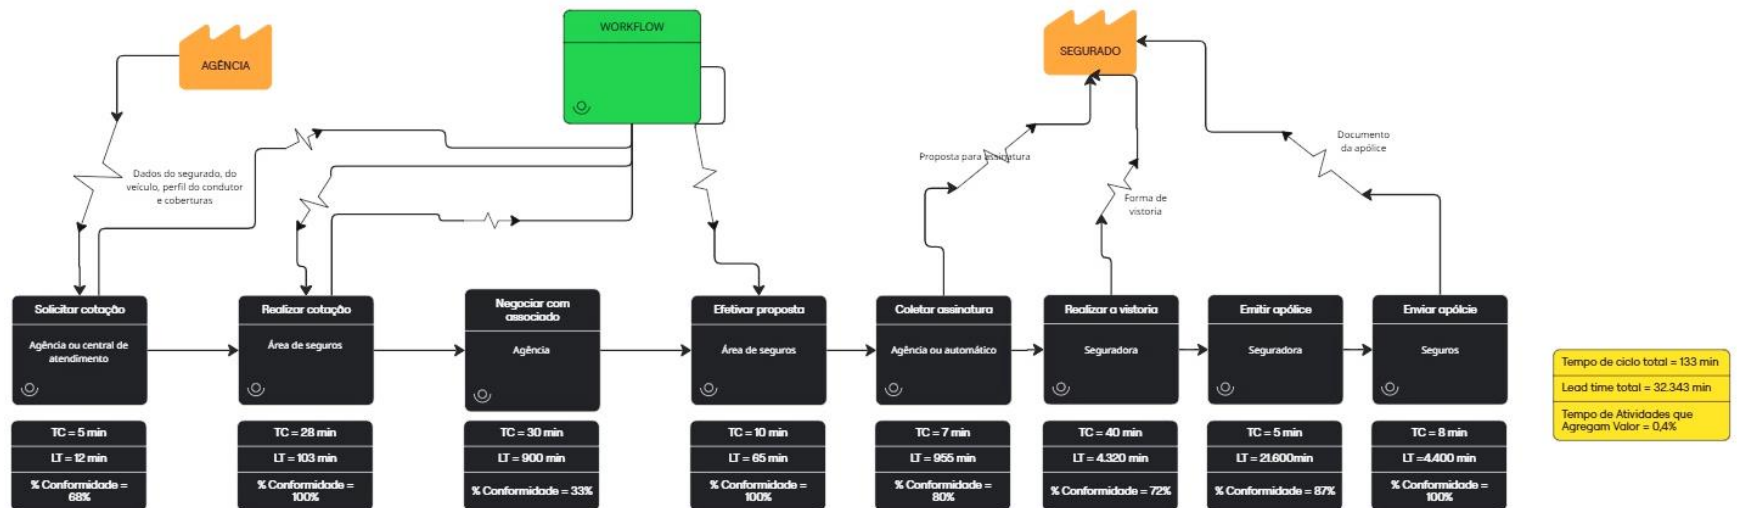 WORKFLOW
AGÊNCIA
SEGURADO
Dados do segurado, do
veículo, perfil do condutor
e coberturas
Proposta para assinatura
Forma de
vistoria
Documento
da apólice
Solicitar cotação
Agência ou central de
atendimento
TC = 5 min
LT = 12 min
% Conformidade =
68%
Realizar cotação
Área de seguros
TC = 28 min
LT = 103 min
% Conformidade =
100%
Negociar com
associado
Agência
TC = 30 min
LT = 900 min
% Conformidade = 33%
Efetivar proposta
Área de seguros
TC = 10 min
LT = 65 min
% Conformidade =
100%
Coletar assinatura
Agência ou automático
TC = 7 min
LT = 955 min
% Conformidade =
80%
Realizar a vistoria
Seguradora
TC = 40 min
LT = 4.320min
% Conformidade = 72%
Emitir apólice
Seguradora
TC = 5 min
LT = 21.600min
% Conformidade = 87%
Enviar apólcie
Seguros
TC = 8 min
LT =4.400 min
% Conformidade =
100%
Tempo de ciclo total = 133 min
Lead time total = 32.343 min
Tempo de Atividades que
Agregam Valor = 0,4%